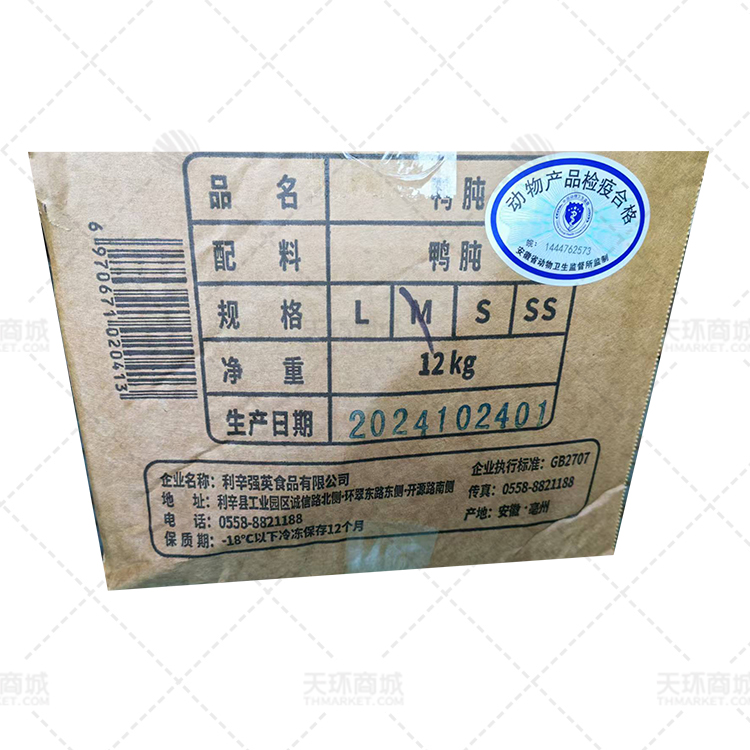 品 名 鸭肫
配 料 鸭肫
规 格 L M S SS
净 重 12kg
生产日期 2024102401
动物产品检疫合格
皖: 1444762573
安徽省动物卫生监督所监制
6970671020413
企业名称: 利辛强英食品有限公司
企业执行标准: GB2707
地 址: 利辛县工业园区诚信路北侧·环翠东路东侧·开源路南侧
传真: 0558-8821188
电 话: 0558-8821188
产地: 安徽·亳州
保 质 期: -18℃以下冷冻保存12个月
天环商城
THMARKET.COM